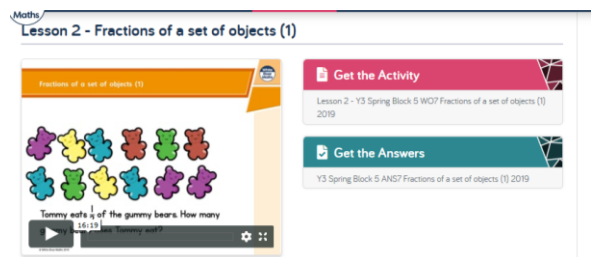 Maths
Lesson 2 - Fractions of a set of objects (1)
Fractions of a set of objects (1)
Tommy eats of the gummy bears. How many
gummy Tommy eat?
16:19
Get the Activity
Lesson 2 - Y3 Spring Block 5 WO7 Fractions of a set of objects (1)
2019
Get the Answers
Y3 Spring Block 5 ANS7 Fractions of a set of objects (1) 2019